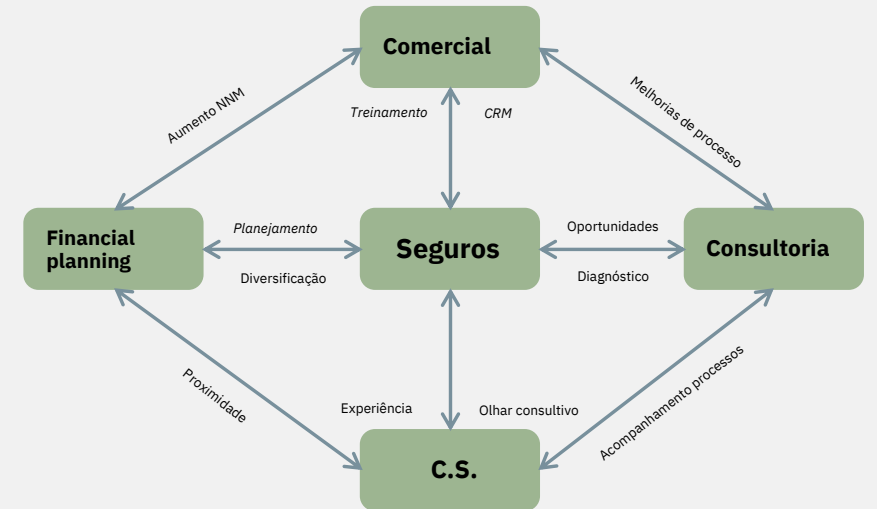 Comercial
Aumento NNM
Treinamento
CRM
Melhorias de processo
Financial
planning
Planejamento
Diversificação
Seguros
Oportunidades
Diagnóstico
Consultoria
Proximidade
Experiência
Olhar consultivo
Acompanhamento processos
C.S.